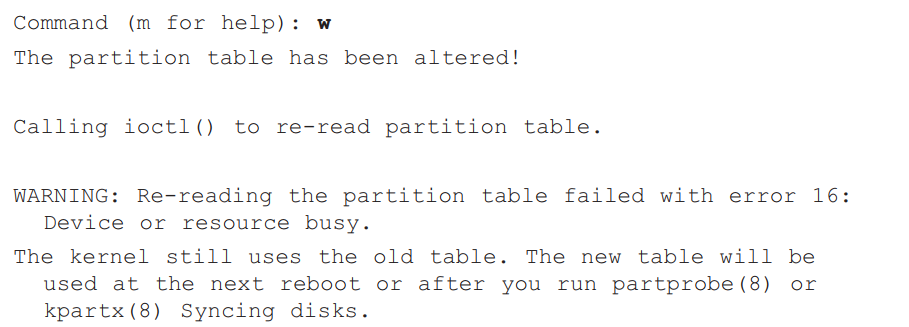 Command (m for help): w
The partition table has been altered!
Calling ioctl() to re-read partition table.
WARNING: Re-reading the partition table failed with error 16:
Device or resource busy.
The kernel still uses the old table. The new table will be
used at the next reboot or after you run partprobe(8) or
kpartx(8) Syncing disks.